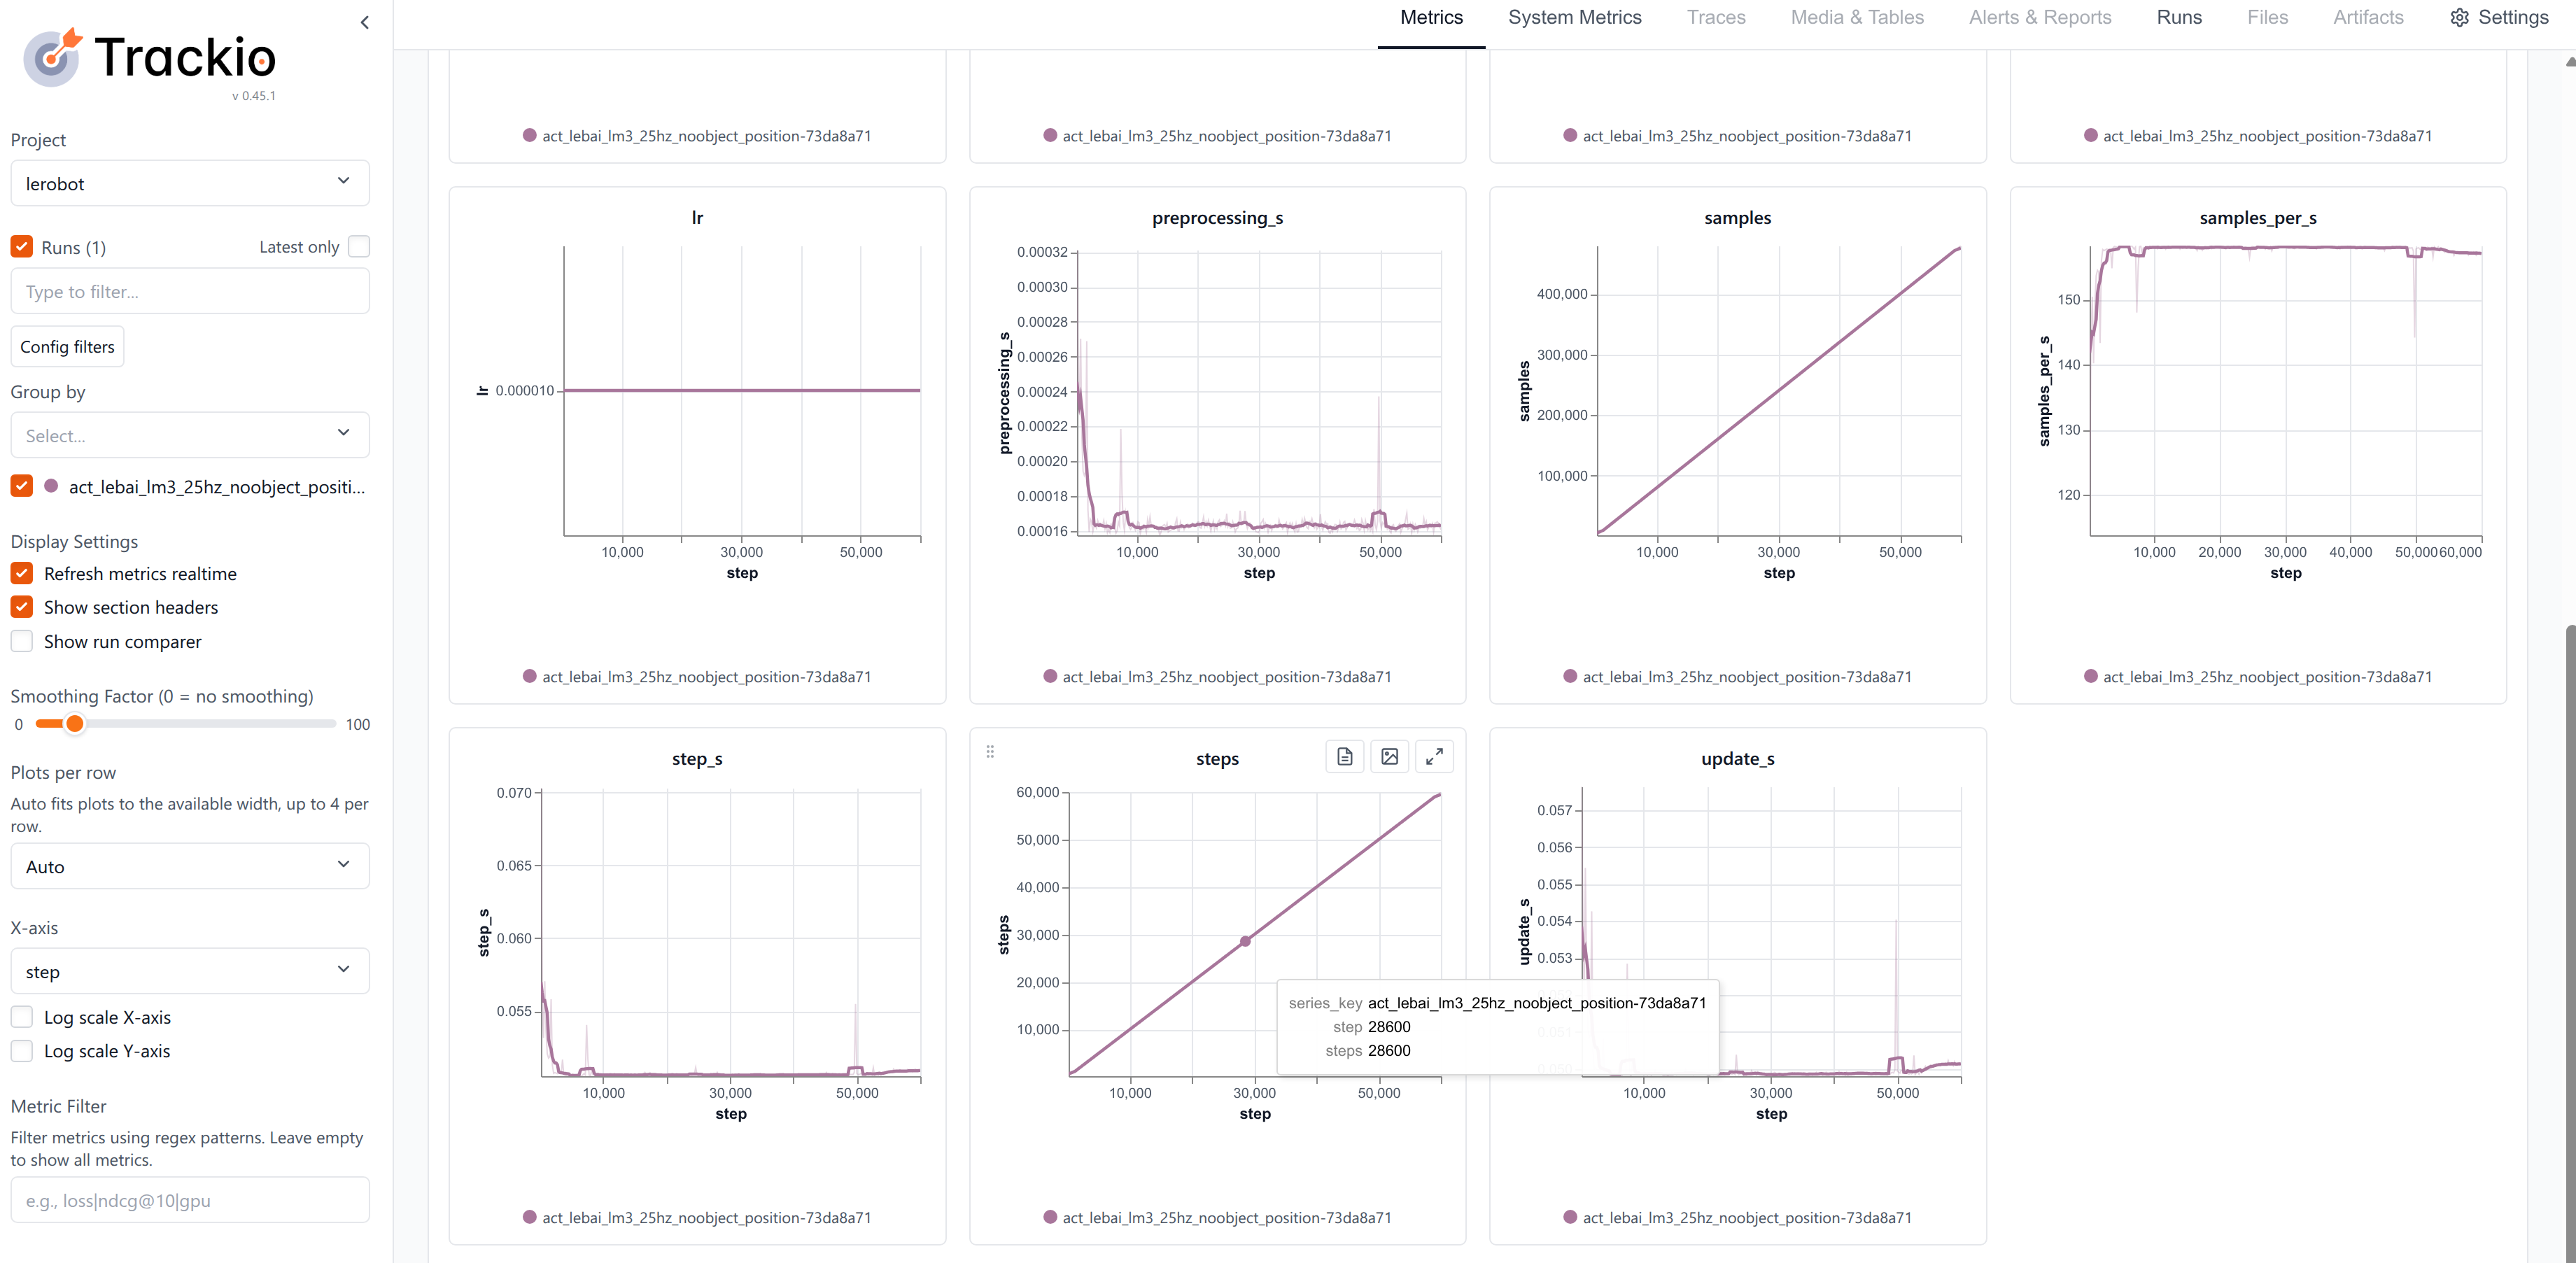 Trackio
v 0.45.1
Project
lerobot
Runs (1)
Latest only
Type to filter...
Config filters
Group by
Select...
act_lebai_lm3_25hz_noobject_positi...
Display Settings
Refresh metrics realtime
Show section headers
Show run comparer
Smoothing Factor (0 = no smoothing)
0
100
Plots per row
Auto fits plots to the available width, up to 4 per
row.
Auto
X-axis
step
Log scale X-axis
Log scale Y-axis
Metric Filter
Filter metrics using regex patterns. Leave empty
to show all metrics.
e.g., loss|ndcg@10|gpu
Metrics
System Metrics
Traces
Media & Tables
Alerts & Reports
Runs
Files
Artifacts
Settings
act_lebai_lm3_25hz_noobject_position-73da8a71
act_lebai_lm3_25hz_noobject_position-73da8a71
act_lebai_lm3_25hz_noobject_position-73da8a71
act_lebai_lm3_25hz_noobject_position-73da8a71
lr
lr
0.000010
10,000
30,000
50,000
step
act_lebai_lm3_25hz_noobject_position-73da8a71
preprocessing_s
preprocessing_s
0.00032
0.00030
0.00028
0.00026
0.00024
0.00022
0.00020
0.00018
0.00016
10,000
30,000
50,000
step
act_lebai_lm3_25hz_noobject_position-73da8a71
samples
samples
400,000
300,000
200,000
100,000
10,000
30,000
50,000
step
act_lebai_lm3_25hz_noobject_position-73da8a71
samples_per_s
samples_per_s
150
140
130
120
10,000
20,000
30,000
40,000
50,000
60,000
step
act_lebai_lm3_25hz_noobject_position-73da8a71
step_s
step_s
0.070
0.065
0.060
0.055
10,000
30,000
50,000
step
act_lebai_lm3_25hz_noobject_position-73da8a71
steps
steps
60,000
50,000
40,000
30,000
20,000
10,000
10,000
30,000
50,000
step
act_lebai_lm3_25hz_noobject_position-73da8a71
series_key act_lebai_lm3_25hz_noobject_position-73da8a71
step 28600
steps 28600
update_s
update_s
0.057
0.056
0.055
0.054
0.053
10,000
30,000
50,000
step
act_lebai_lm3_25hz_noobject_position-73da8a71